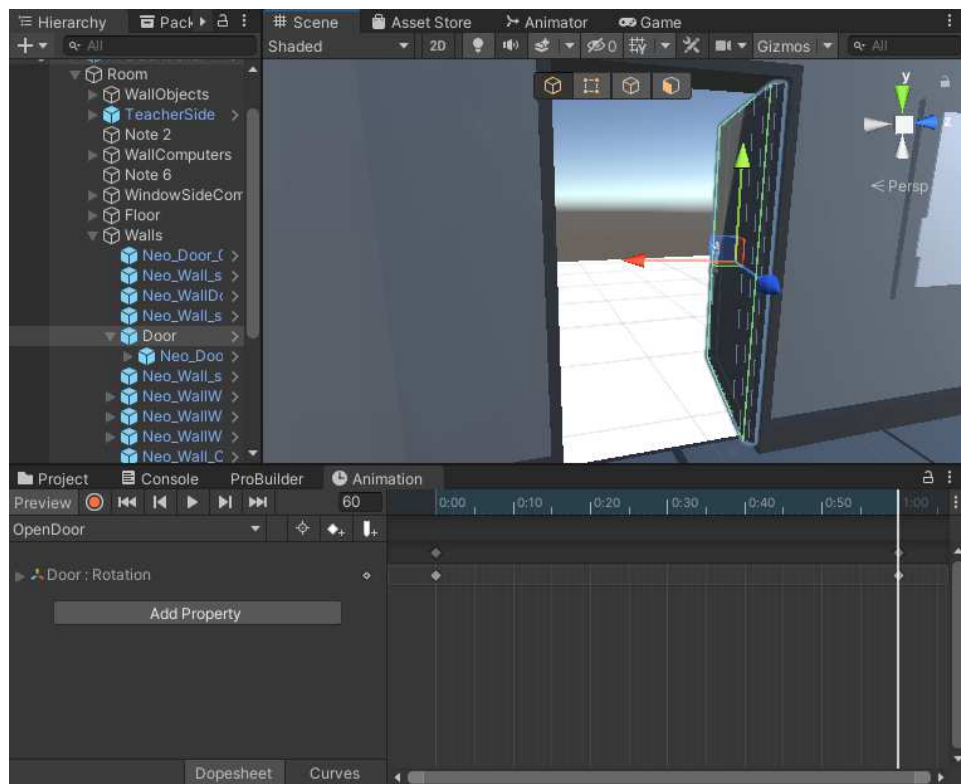 Hierarchy Pack
All
Room
WallObjects
TeacherSide
Note 2
WallComputers
Note 6
WindowSideCom
Floor
Walls
Neo_Door_(
Neo_Wall_s
Neo_WallDo
Neo_Wall_s
Door
Neo_Doo
Neo_Wall_s
Neo_WallW
Neo_WallW
Neo_WallW
Neo_Wall_C
Scene Asset Store Animator Game
Shaded 2D 0 Gizmos All
y
z
Persp
Project Console ProBuilder Animation
Preview 60 0:00 0:10 0:20 0:30 0:40 0:50 1:00
OpenDoor
Door : Rotation
Add Property
Dopesheet Curves